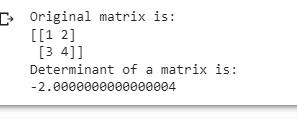 Original matrix is:
[[1 2]
 [3 4]]
Determinant of a matrix is:
-2.0000000000000004